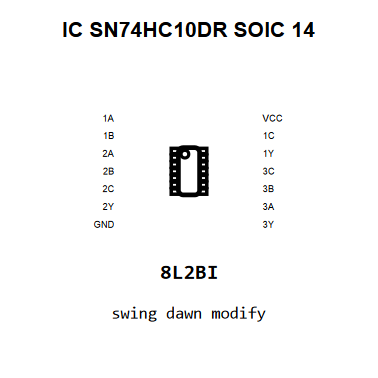 IC SN74HC10DR SOIC 14
1A VCC
1B 1C
2A 1Y
2B 3C
2C 3B
2Y 3A
GND 3Y
8L2BI
swing dawn modify